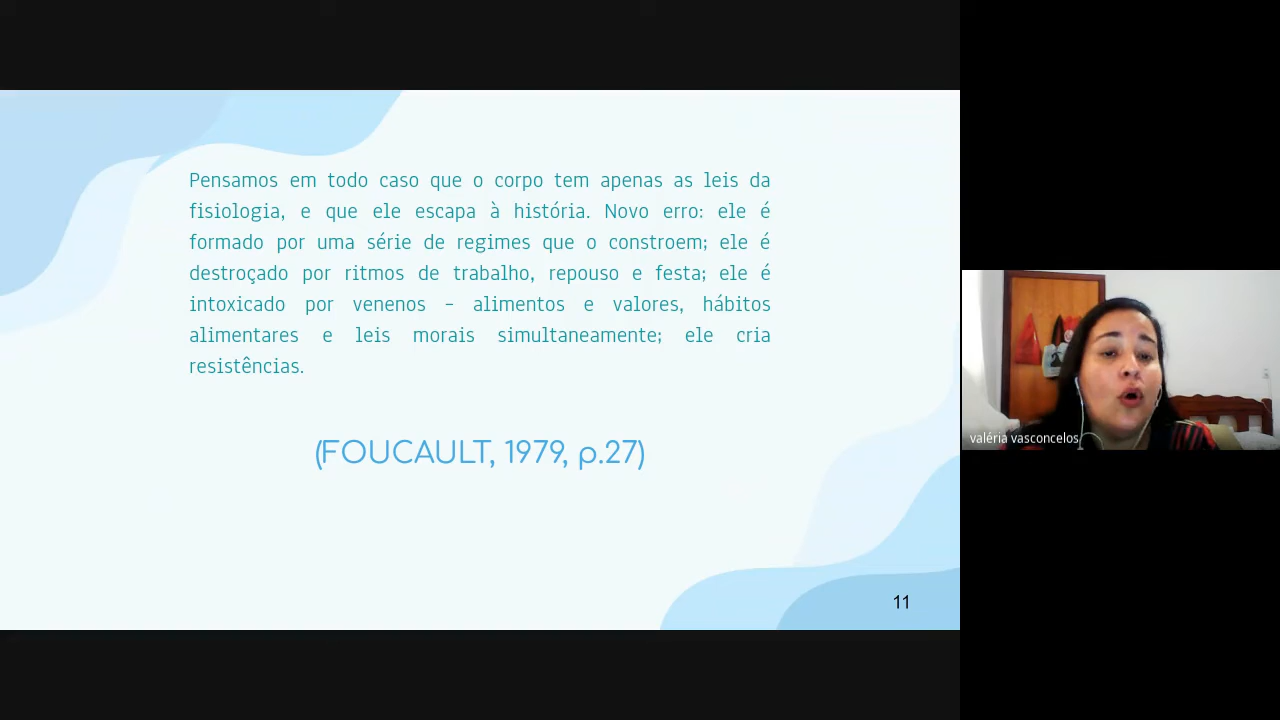 Pensamos em todo caso que o corpo tem apenas as leis da
fisiologia, e que ele escapa à história. Novo erro: ele é
formado por uma série de regimes que o constroem; ele é
destroçado por ritmos de trabalho, repouso e festa; ele é
intoxicado por venenos – alimentos e valores, hábitos
alimentares e leis morais simultaneamente; ele cria
resistências.
(FOUCAULT, 1979, p.27)
11
valéria vasconcelos